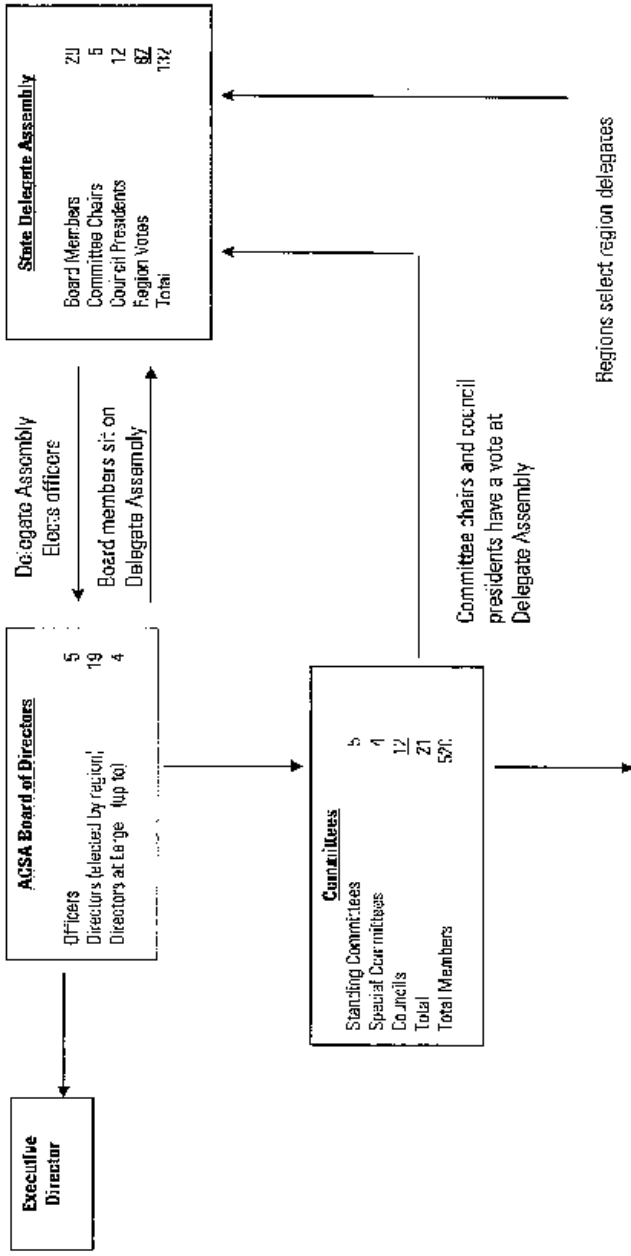 Executive
Director
ACSA Board of Directors
Officers 5
Directors (elected by region) 19
Directors at Large (up to) 4
Delegate Assembly
Elects officers
Board members sit on
Delegate Assembly
State Delegate Assembly
Board Members
Committee Chairs 5
Council Presidents 12
Region Votes 87
Total 132
Committees
Standing Committees 5
Special Committees 4
Councils 12
Total 21
Total Members 520
Committee chairs and council
presidents have a vote at
Delegate Assembly
Regions select region delegates